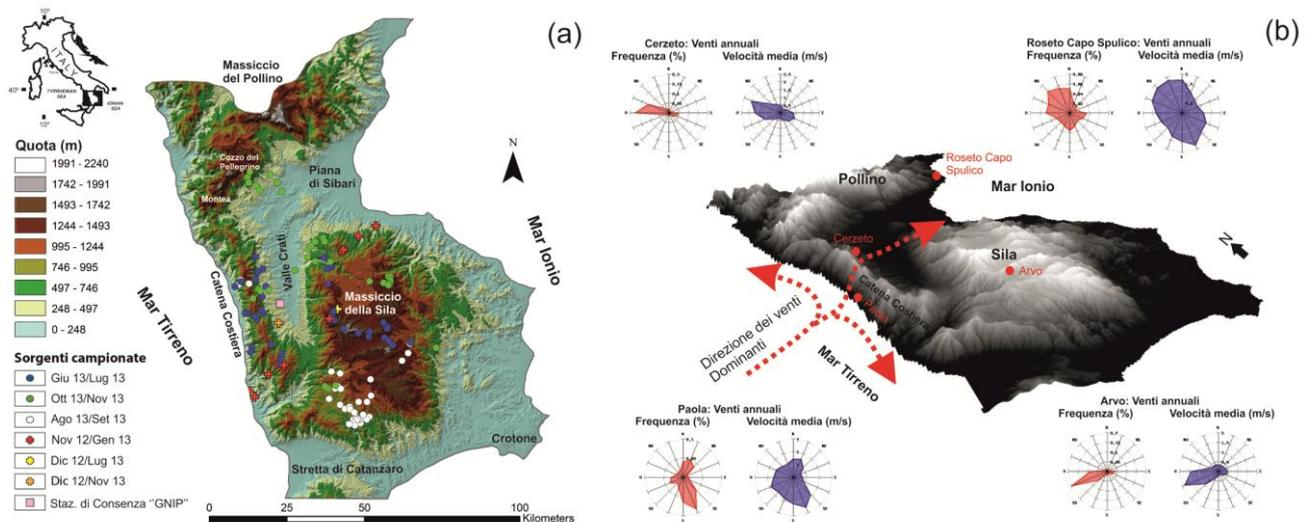 10°
ITALY
40°
TYRRHENIAN
SEA
IONIAN
SEA
10°
(a)
Massiccio
del Pollino
N
Quota (m)
1991 - 2240
1742 - 1991
1493 - 1742
1244 - 1493
995 - 1244
746 - 995
497 - 746
248 - 497
0 - 248
Cozzo del
Pellegrino
Montea
Piana
di Sibari
Valle Crati
Catena Costiera
Mar Tirreno
Mar Ionio
Massiccio
della Sila
Crotone
Stretta di Catanzaro
Sorgenti campionate
Giu 13/Lug 13
Ott 13/Nov 13
Ago 13/Set 13
Nov 12/Gen 13
Dic 12/Lug 13
Dic 12/Nov 13
Staz. di Consenza "GNIP"
0 25 50 100
Kilometers
(b)
Cerzeto: Venti annuali
Frequenza (%) Velocità media (m/s)
Roseto Capo Spulico: Venti annuali
Frequenza (%) Velocità media (m/s)
Roseto Capo
Spulico
Pollino
Mar Ionio
N
Cerzeto
Sila
Arvo
Catena Costiera
Paola
Direzione dei venti
Dominanti
Mar Tirreno
Paola: Venti annuali
Frequenza (%) Velocità media (m/s)
Arvo: Venti annuali
Frequenza (%) Velocità media (m/s)